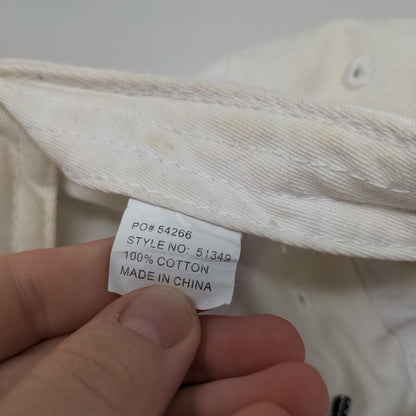 PO# 54266
STYLE NO: 51349
100% COTTON
MADE IN CHINA